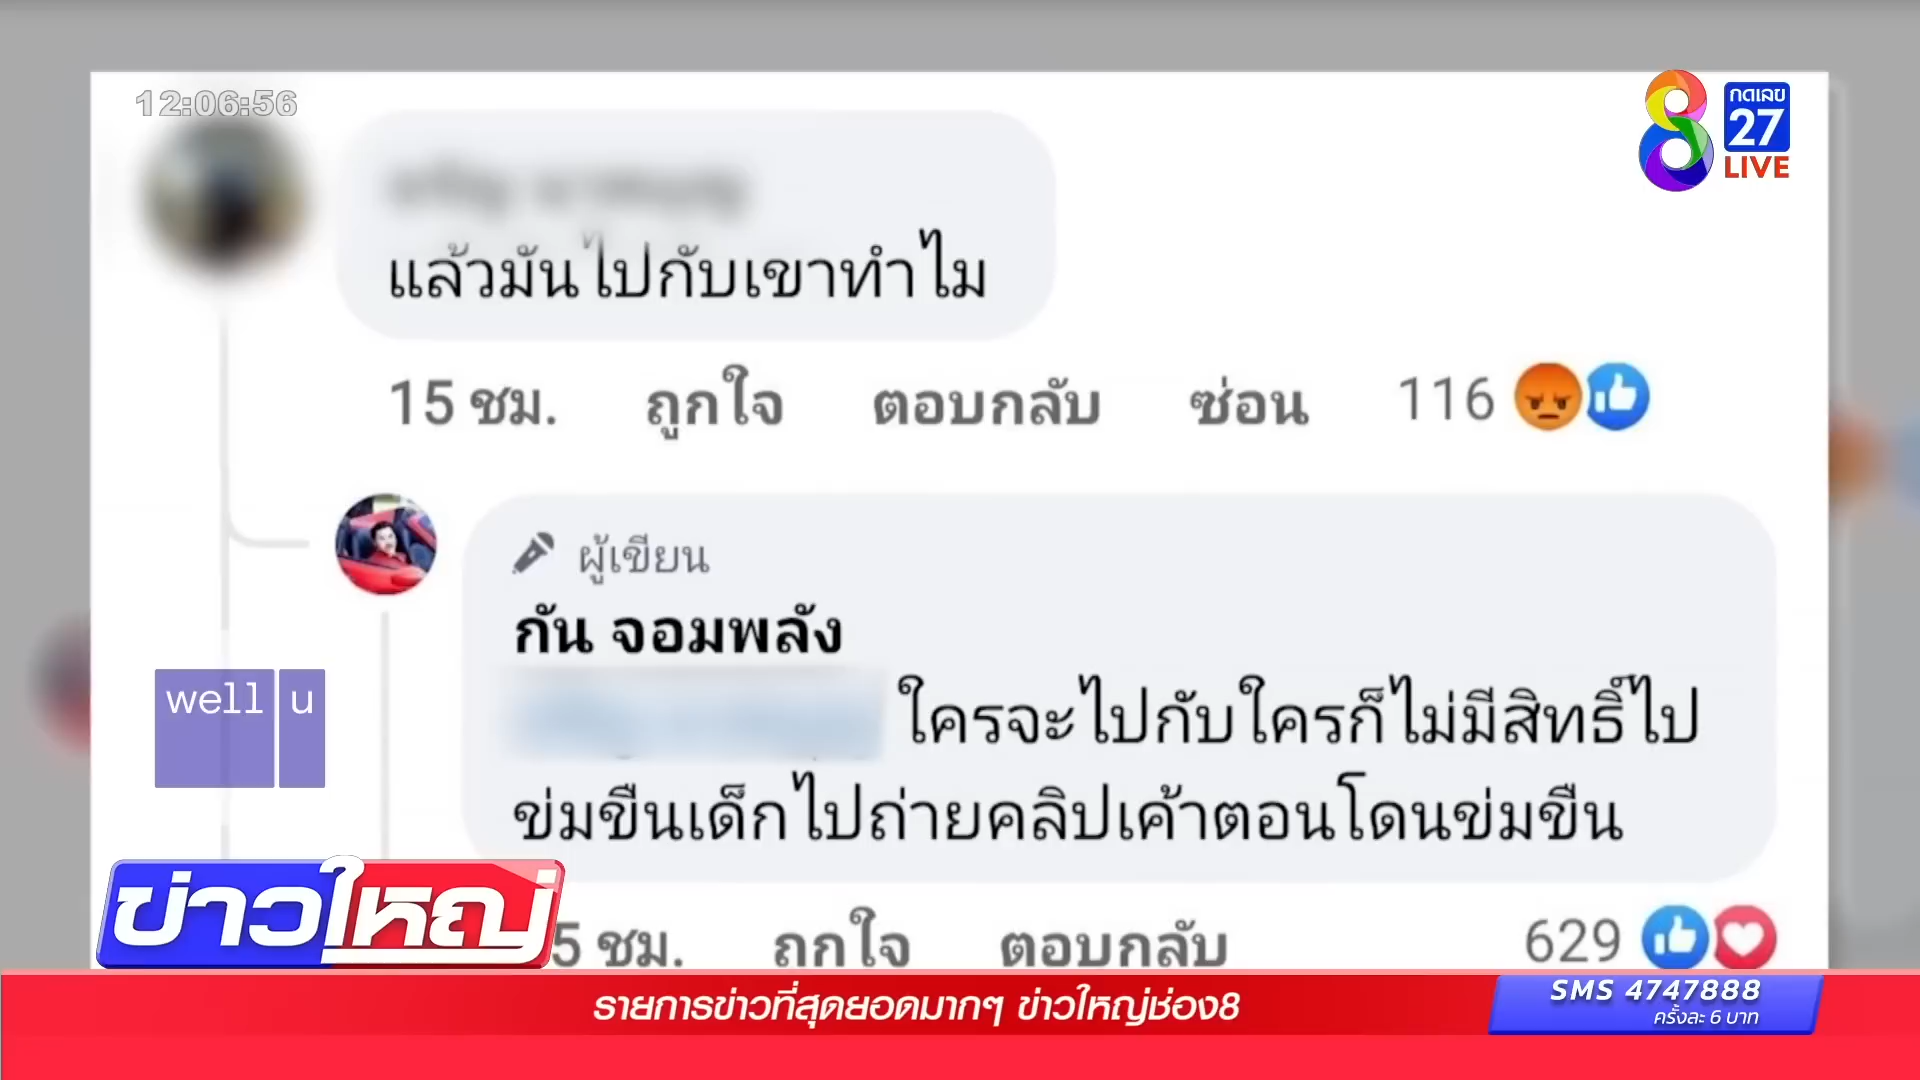 12:06:56
กดเลข
27
LIVE
8
แล้วมันไปกับเขาทำไม
15 ชม. ถูกใจ ตอบกลับ ซ่อน 116
ผู้เขียน
กัน จอมพลัง
ใครจะไปกับใครก็ไม่มีสิทธิ์ไป
ข่มขืนเด็กไปถ่ายคลิปเค้าตอนโดนข่มขืน
well u
5 ชม. ถูกใจ ตอบกลับ 629
ข่าวใหญ่
รายการข่าวที่สุดยอดมากๆ ข่าวใหญ่ช่อง8
SMS 4747888
ครั้งละ 6 บาท